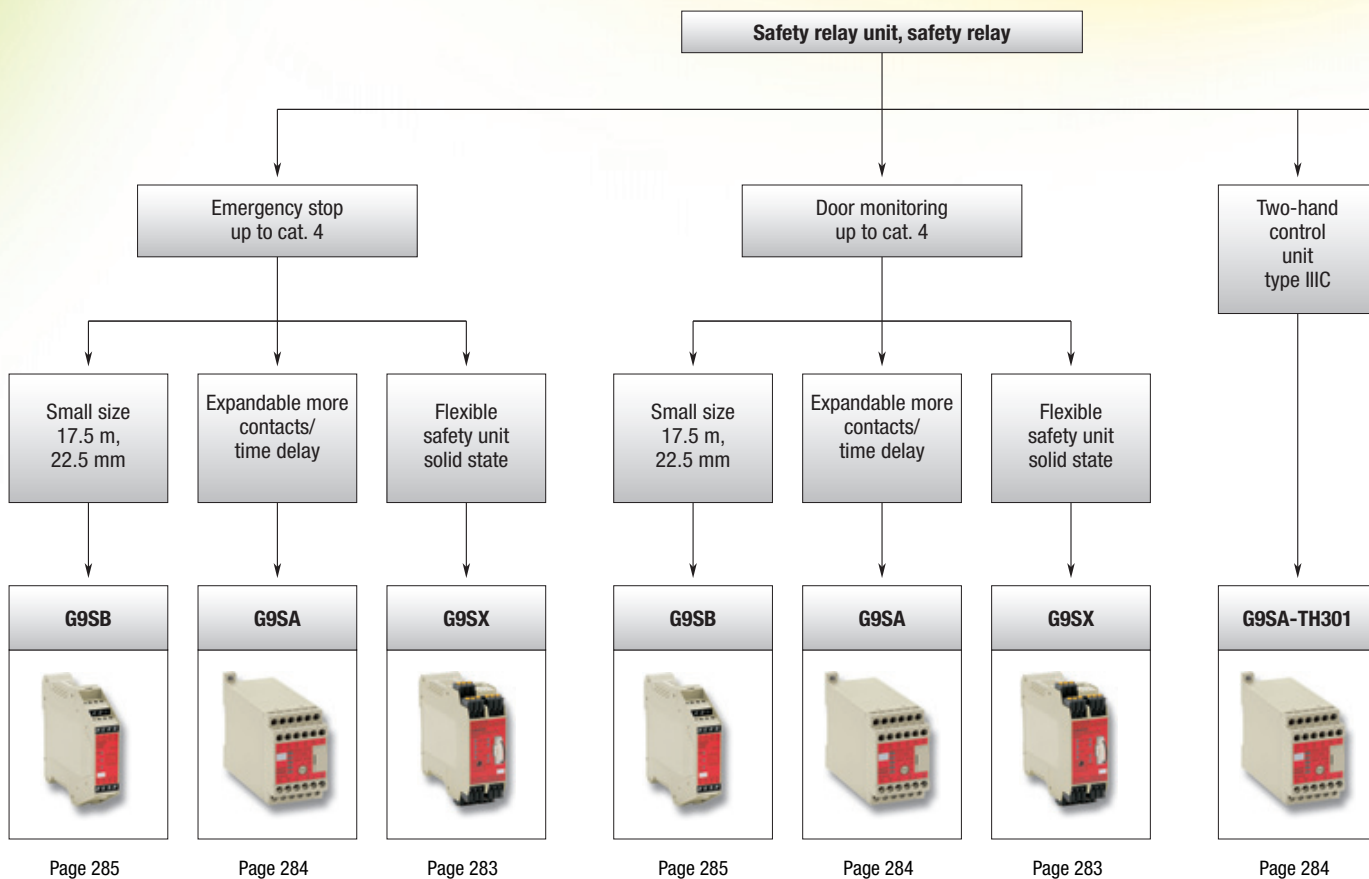 Safety relay unit, safety relay
Emergency stop
up to cat. 4
Door monitoring
up to cat. 4
Two-hand
control
unit
type IIIC
Small size
17.5 m,
22.5 mm
Expandable more
contacts/
time delay
Flexible
safety unit
solid state
Small size
17.5 m,
22.5 mm
Expandable more
contacts/
time delay
Flexible
safety unit
solid state
G9SB
G9SA
G9SX
G9SB
G9SA
G9SX
G9SA-TH301
Page 285
Page 284
Page 283
Page 285
Page 284
Page 283
Page 284